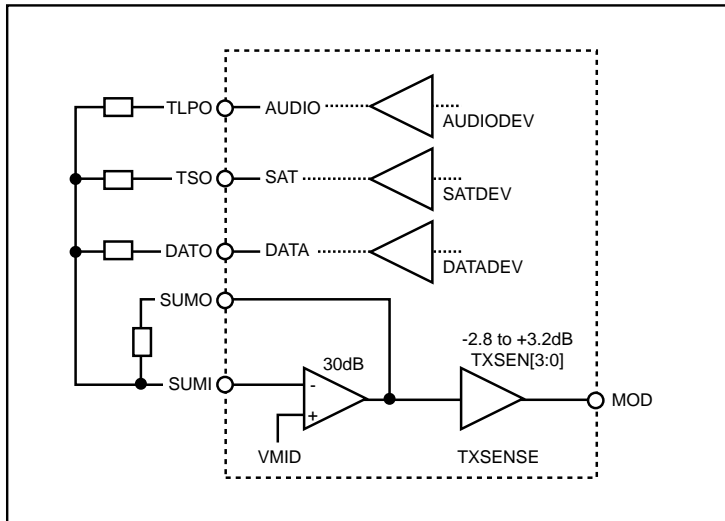 TLPO AUDIO
AUDIODEV
TSO SAT
SATDEV
DATO DATA
DATADEV
SUMO
-2.8 to +3.2dB
30dB TXSEN[3:0]
SUMI -
+ MOD
VMID TXSENSE